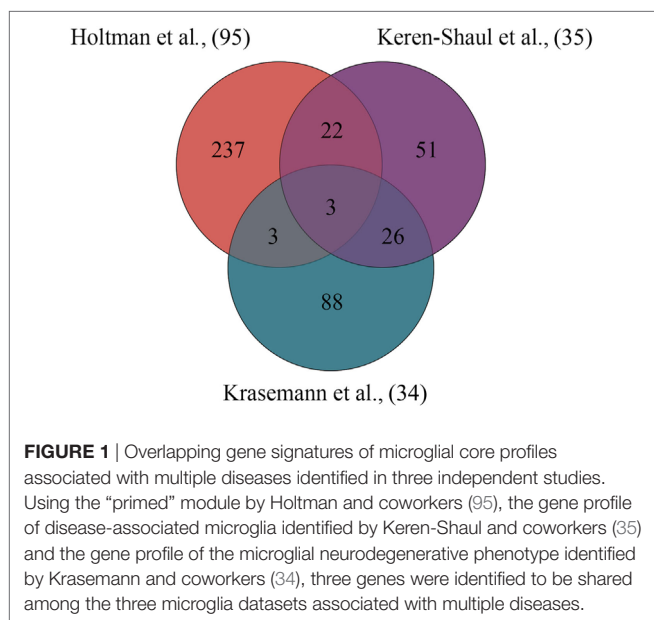 Holtman et al., (95) Keren-Shaul et al., (35)
237
22
51
3
3
26
88
Krasemann et al., (34)
FIGURE 1 | Overlapping gene signatures of microglial core profiles
associated with multiple diseases identified in three independent studies.
Using the “primed” module by Holtman and coworkers (95), the gene profile
of disease-associated microglia identified by Keren-Shaul and coworkers (35)
and the gene profile of the microglial neurodegenerative phenotype identified
by Krasemann and coworkers (34), three genes were identified to be shared
among the three microglia datasets associated with multiple diseases.